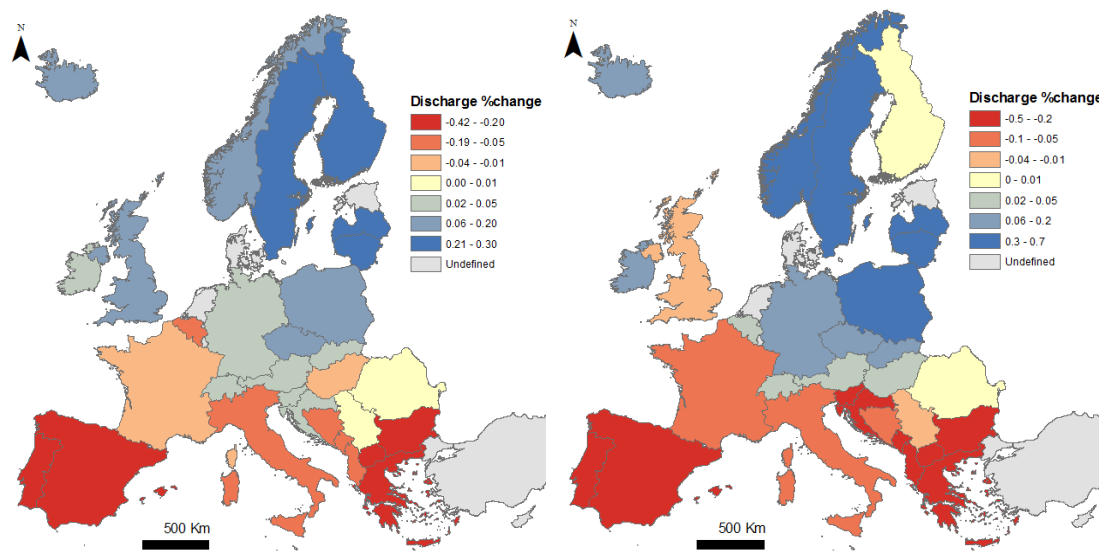 N
Discharge %change
-0.42 - -0.20
-0.19 - -0.05
-0.04 - -0.01
0.00 - 0.01
0.02 - 0.05
0.06 - 0.20
0.21 - 0.30
Undefined
500 Km
N
Discharge %change
-0.5 - -0.2
-0.1 - -0.05
-0.04 - -0.01
0 - 0.01
0.02 - 0.05
0.06 - 0.2
0.3 - 0.7
Undefined
500 Km